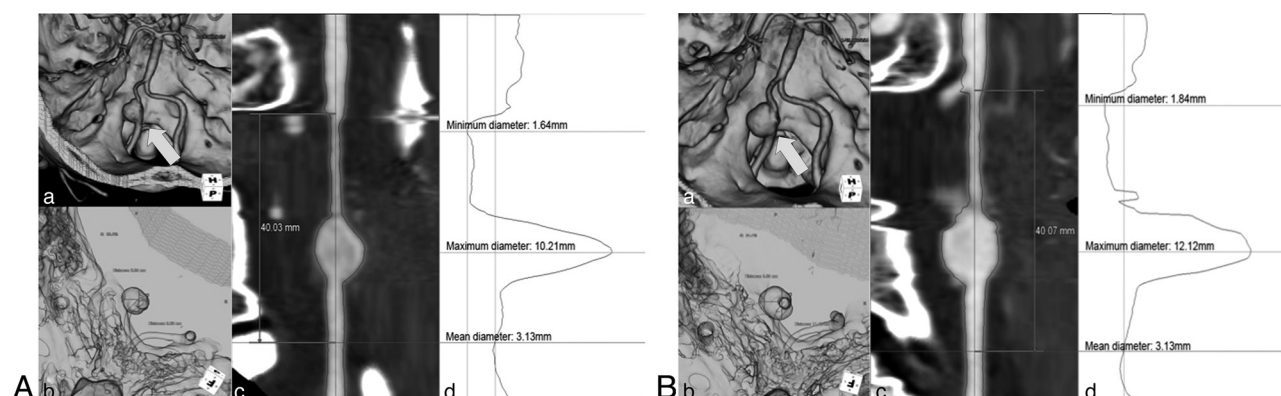 A
a
H
P
b
F
c
40.03 mm
d
Minimum diameter: 1.64mm
Maximum diameter: 10.21mm
Mean diameter: 3.13mm
B
a
H
P
b
F
c
40.07 mm
d
Minimum diameter: 1.84mm
Maximum diameter: 12.12mm
Mean diameter: 3.13mm